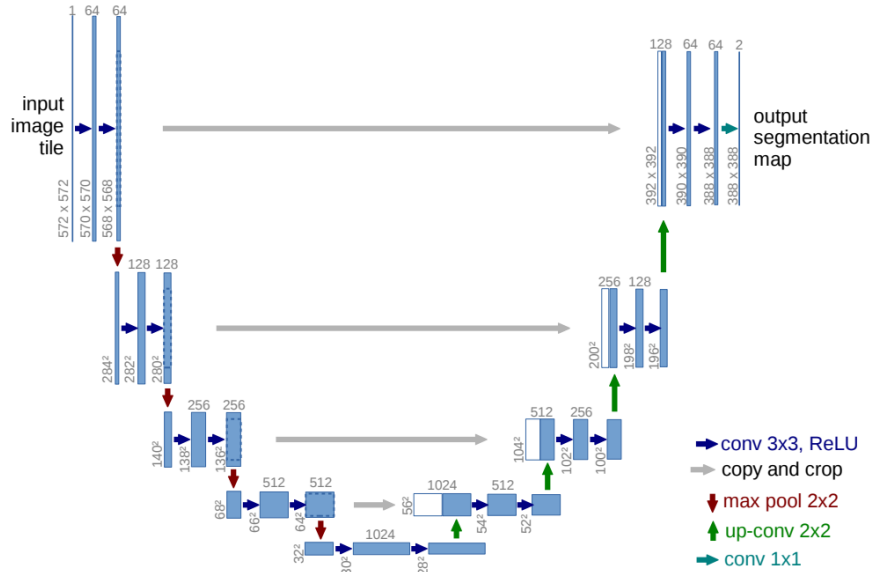 1 64 64
input
image
tile
572 x 572
570 x 570
568 x 568
128 64 64 2
output
segmentation
map
392 x 392
390 x 390
388 x 388
388 x 388
128 128
284²
282²
280²
256 128
200²
198²
196²
256 256
140²
138²
136²
512 256
104²
102²
100²
512 512
68²
66²
64²
1024 512
56²
54²
52²
1024
32²
30²
28²
conv 3x3, ReLU
copy and crop
max pool 2x2
up-conv 2x2
conv 1x1